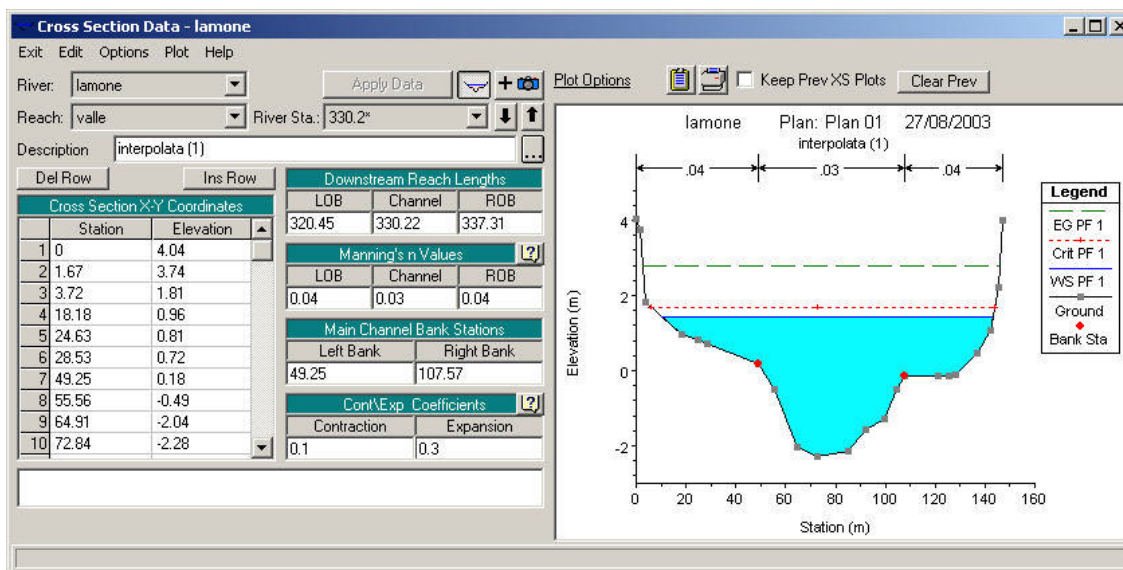 Cross Section Data - lamone
Exit Edit Options Plot Help
River: lamone Apply Data
Reach: valle River Sta.: 330.2*
Description interpolata (1) ...
Del Row Ins Row
Cross Section X-Y Coordinates
Station Elevation
1 0 4.04
2 1.67 3.74
3 3.72 1.81
4 18.18 0.96
5 24.63 0.81
6 28.53 0.72
7 49.25 0.18
8 55.56 -0.49
9 64.91 -2.04
10 72.84 -2.28
Downstream Reach Lengths
LOB Channel ROB
320.45 330.22 337.31
Manning's n Values ?
LOB Channel ROB
0.04 0.03 0.04
Main Channel Bank Stations
Left Bank Right Bank
49.25 107.57
Cont\Exp Coefficients ?
Contraction Expansion
0.1 0.3
Plot Options Keep Prev XS Plots Clear Prev
lamone Plan: Plan 01 27/08/2003
interpolata (1)
.04 .03 .04
4
2
0
-2
Elevation (m)
0 20 40 60 80 100 120 140 160
Station (m)
Legend
EG PF 1
Crit PF 1
WS PF 1
Ground
Bank Sta